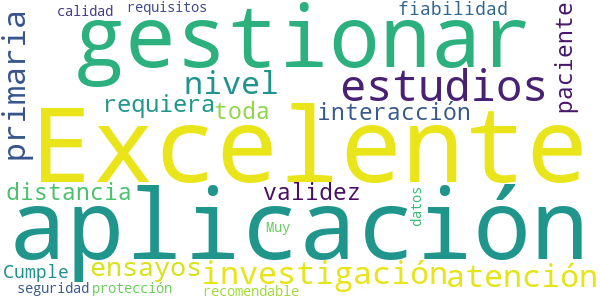 calidad requisitos fiabilidad
gestionar
primaria
nivel estudios paciente
requiera toda interacción
Excelente
distancia validez
aplicación
datos
Muy
Cumple ensayos investigación atención
seguridad protección recomendable